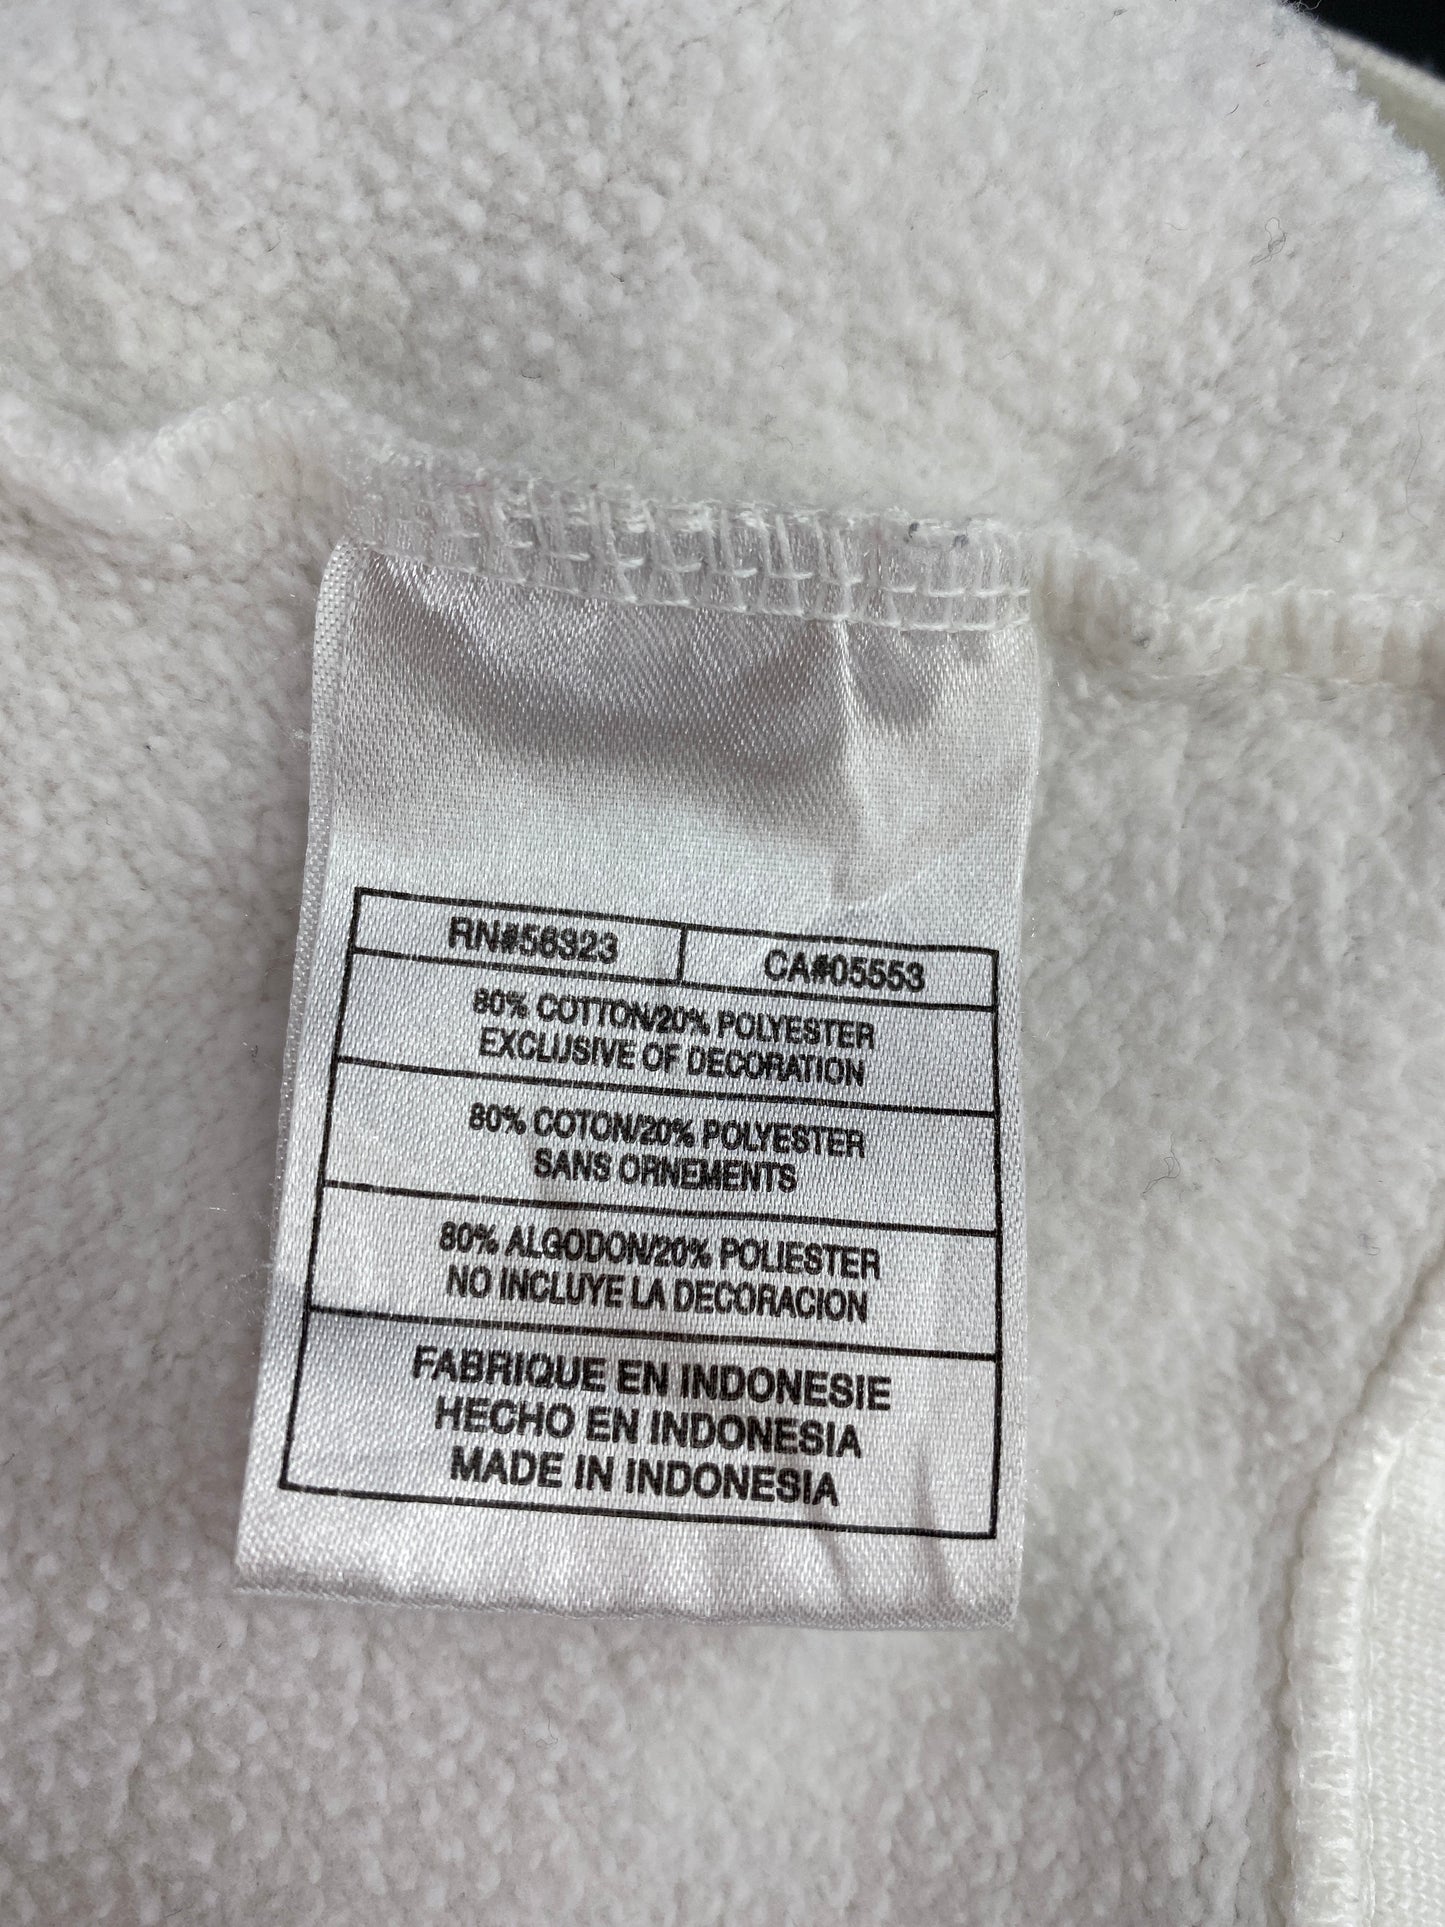 RN#56323 CA#05553
80% COTTON/20% POLYESTER
EXCLUSIVE OF DECORATION
80% COTON/20% POLYESTER
SANS ORNEMENTS
80% ALGODON/20% POLIESTER
NO INCLUYE LA DECORACION
FABRIQUE EN INDONESIE
HECHO EN INDONESIA
MADE IN INDONESIA